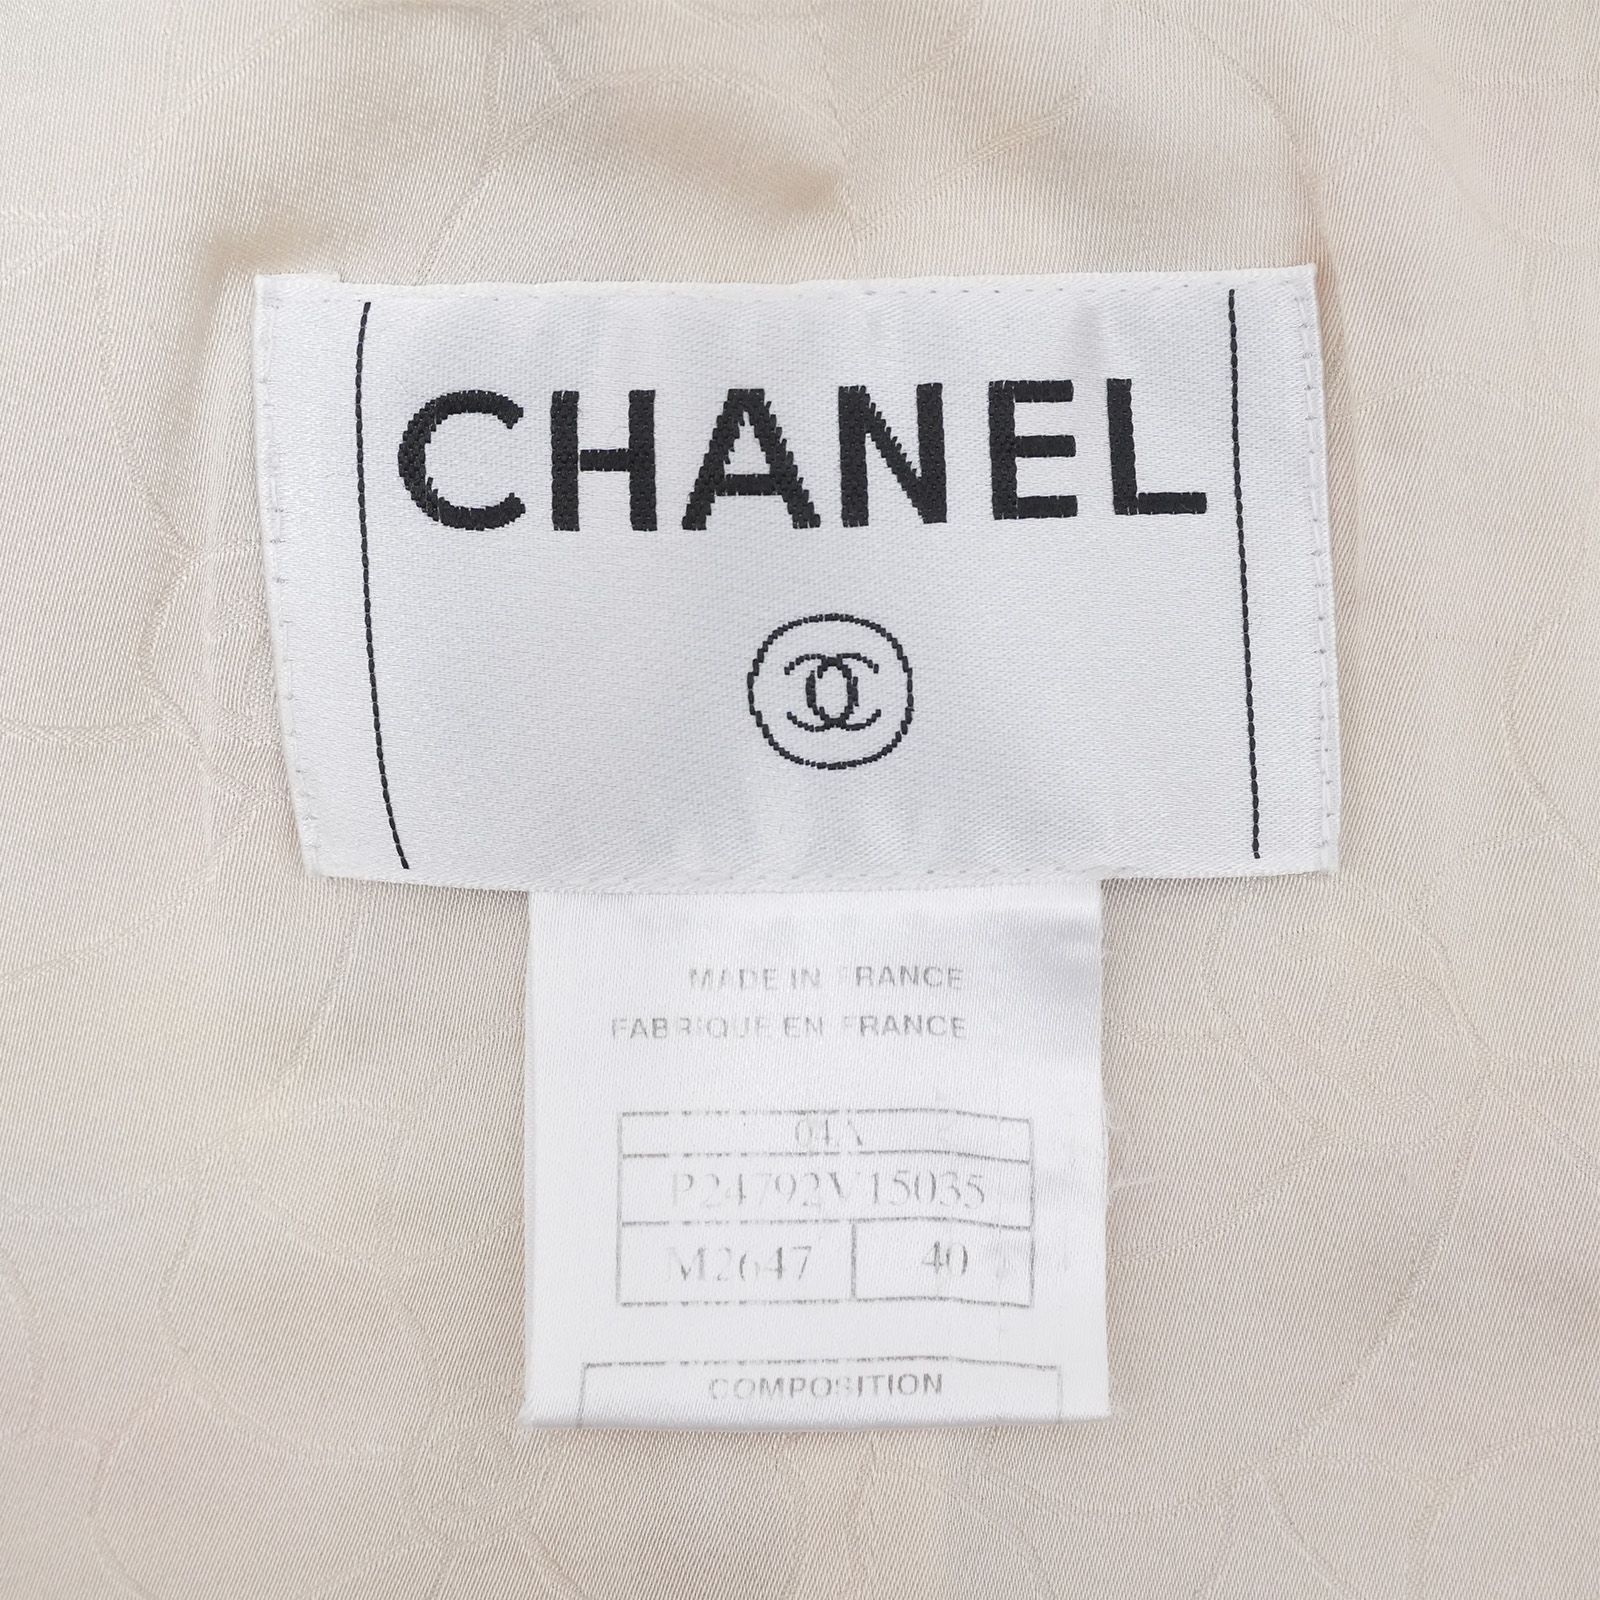 CHANEL
MADE IN FRANCE
FABRIQUE EN FRANCE
04A
P24792V15035
M2647 40
COMPOSITION